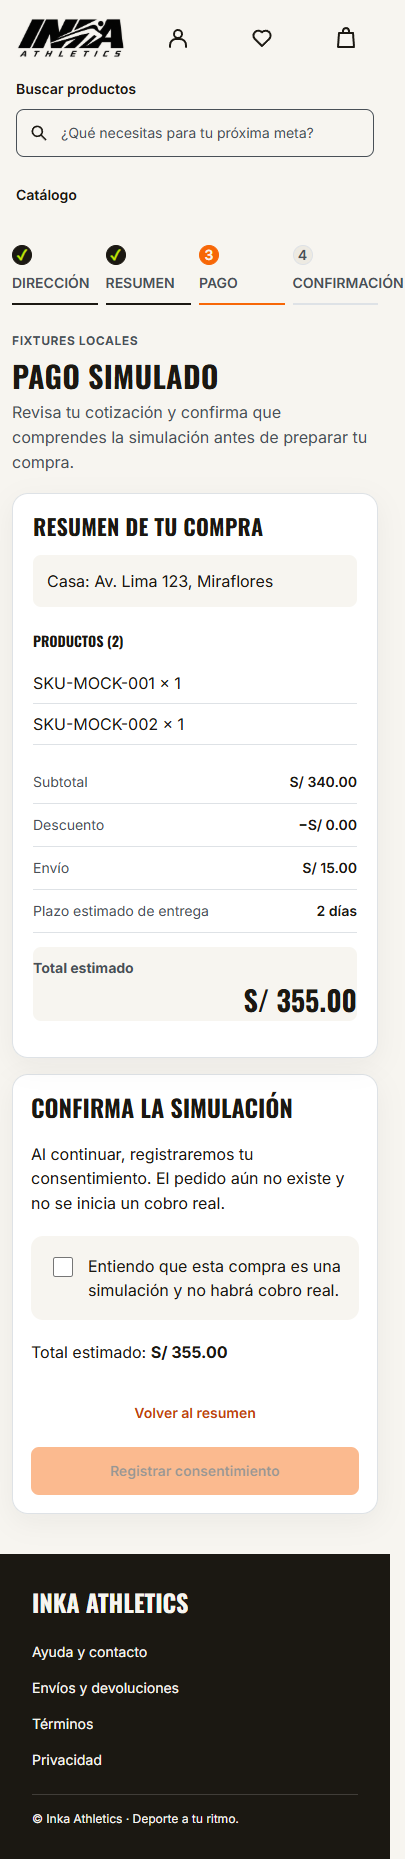 INKA
ATHLETICS
Buscar productos
¿Qué necesitas para tu próxima meta?
Catálogo
3
4
DIRECCIÓN
RESUMEN
PAGO
CONFIRMACIÓN
FIXTURES LOCALES
PAGO SIMULADO
Revisa tu cotización y confirma que
comprendes la simulación antes de preparar tu
compra.
RESUMEN DE TU COMPRA
Casa: Av. Lima 123, Miraflores
PRODUCTOS (2)
SKU-MOCK-001 × 1
SKU-MOCK-002 × 1
Subtotal S/ 340.00
Descuento −S/ 0.00
Envío S/ 15.00
Plazo estimado de entrega 2 días
Total estimado
S/ 355.00
CONFIRMA LA SIMULACIÓN
Al continuar, registraremos tu
consentimiento. El pedido aún no existe y
no se inicia un cobro real.
Entiendo que esta compra es una
simulación y no habrá cobro real.
Total estimado: S/ 355.00
Volver al resumen
Registrar consentimiento
INKA ATHLETICS
Ayuda y contacto
Envíos y devoluciones
Términos
Privacidad
© Inka Athletics · Deporte a tu ritmo.